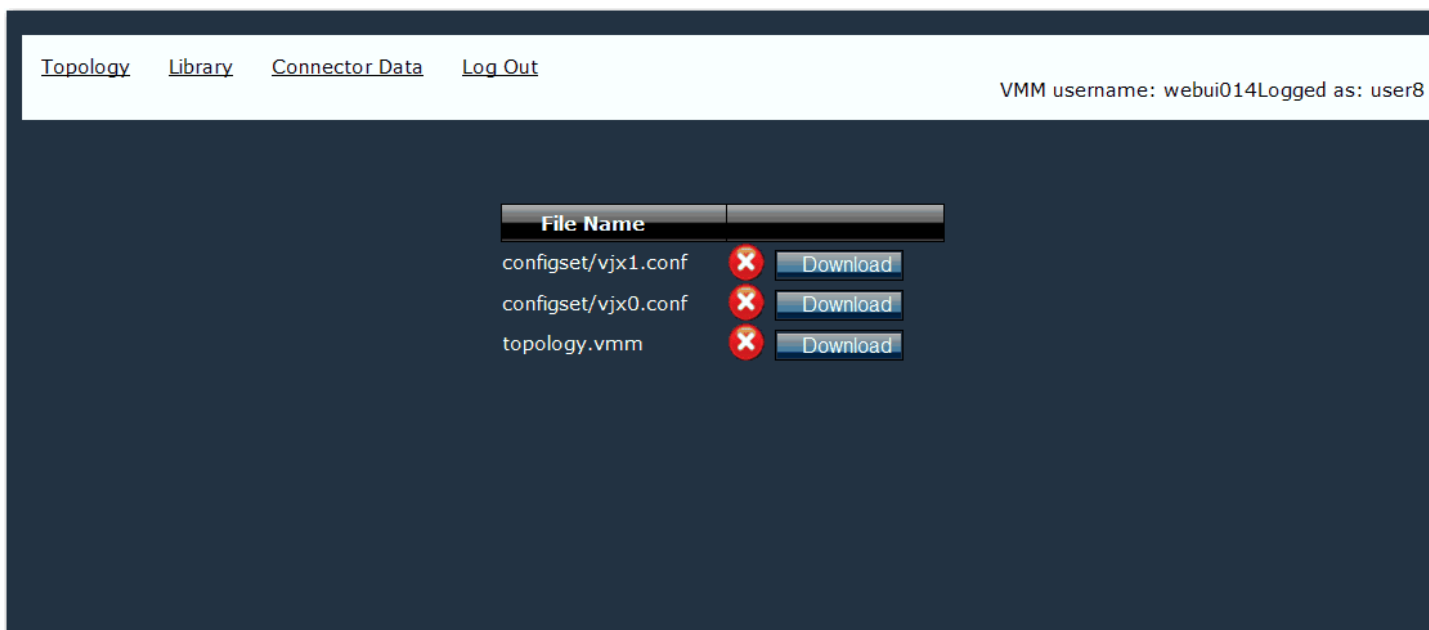 Topology Library Connector Data Log Out
VMM username: webui014Logged as: user8
File Name
configset/vjx1.conf Download
configset/vjx0.conf Download
topology.vmm Download